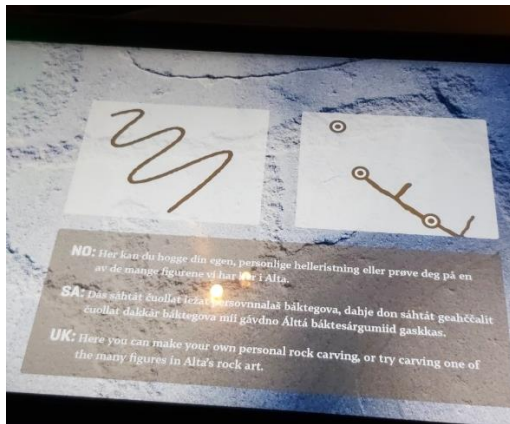 NO: Her kan du hogge din egen, personlige helleristning eller prøve deg på en
av de mange figurene vi har her i Alta.
SA: Dás sáhtát čuollat iežat persovnnalaš báktegova, dahje don sáhtát geahččalit
čuollat dakkár báktegova mii gávdno Álttá báktesárgumiid gaskkas.
UK: Here you can make your own personal rock carving, or try carving one of
the many figures in Alta's rock art.